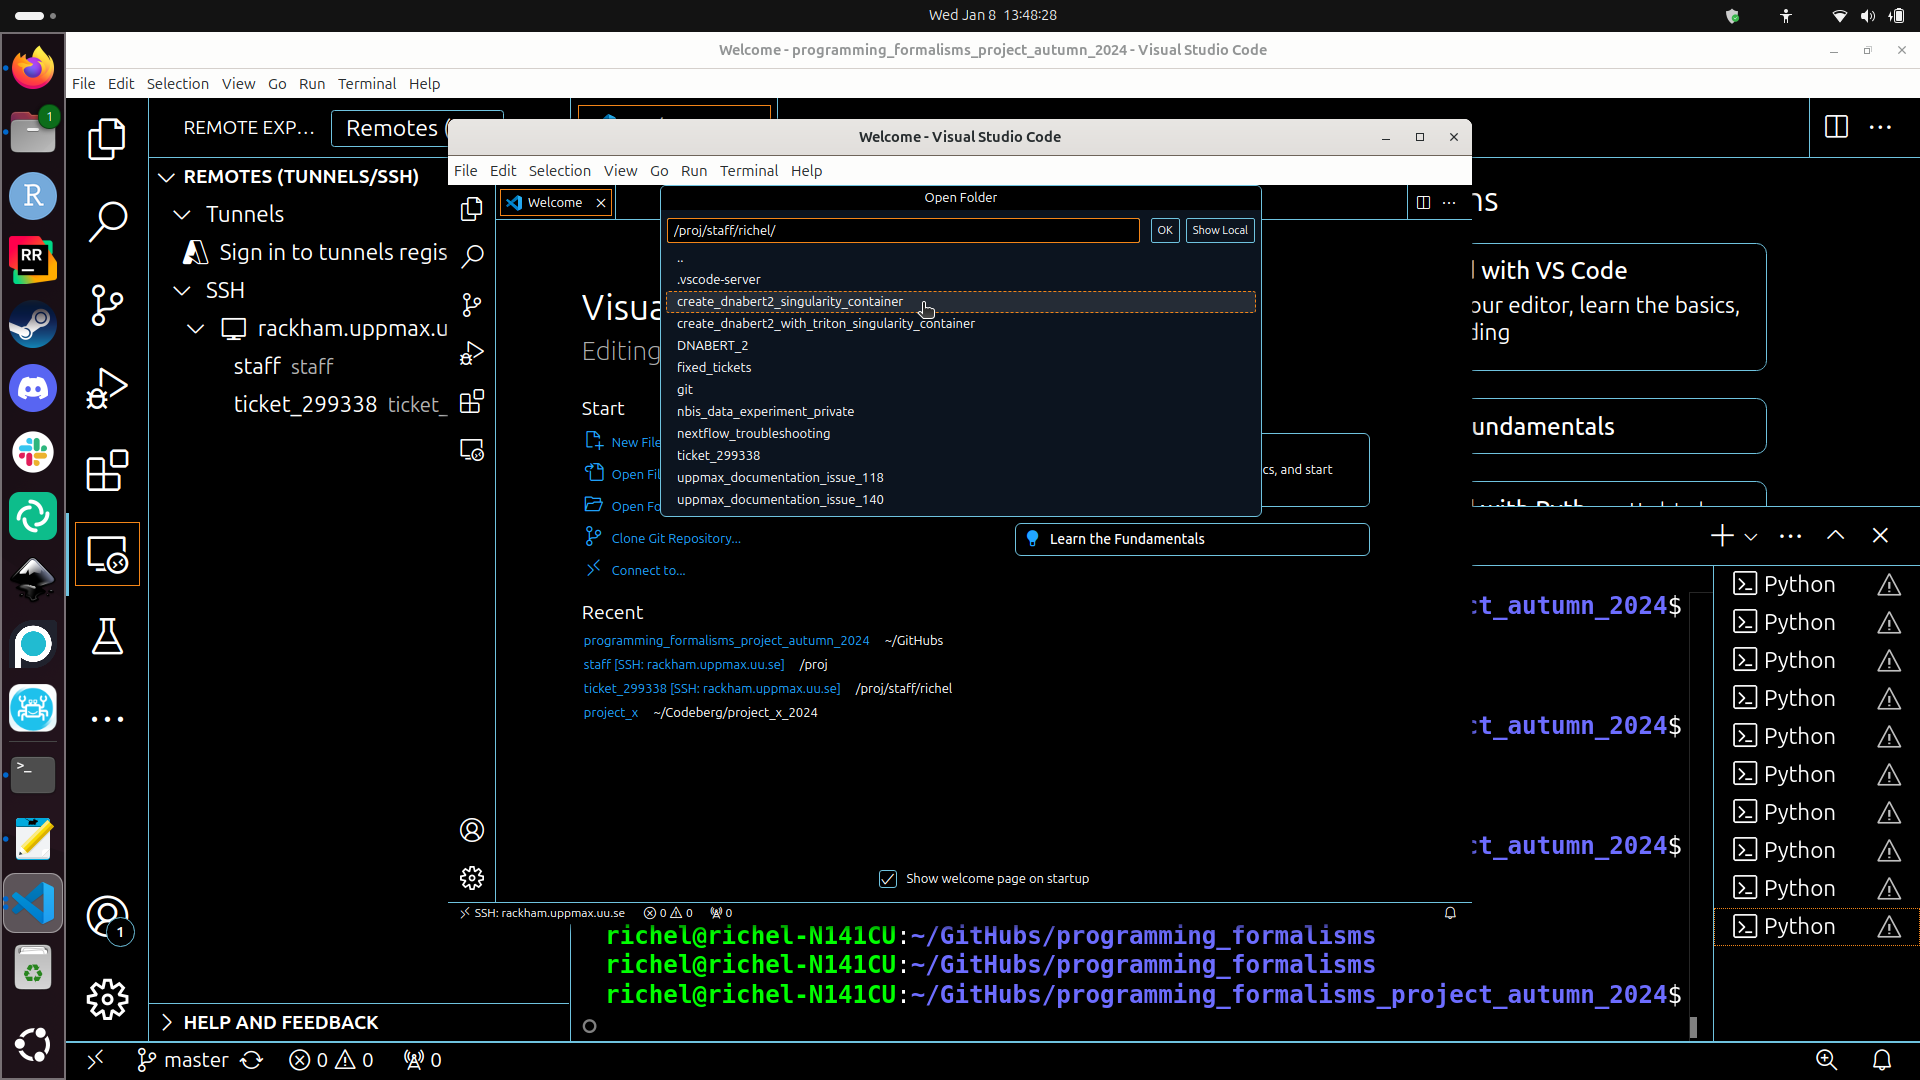 Wed Jan 8 13:48:28
1
Welcome - programming_formalisms_project_autumn_2024 - Visual Studio Code
File Edit Selection View Go Run Terminal Help
REMOTE EXP... Remotes (
REMOTES (TUNNELS/SSH)
Tunnels
Sign in to tunnels regis
SSH
rackham.uppmax.u
staff staff
ticket_299338 ticket_
HELP AND FEEDBACK
1
Welcome - Visual Studio Code
File Edit Selection View Go Run Terminal Help
Welcome
Open Folder
/proj/staff/richel/
OK
Show Local
..
.vscode-server
create_dnabert2_singularity_container
create_dnabert2_with_triton_singularity_container
DNABERT_2
fixed_tickets
git
nbis_data_experiment_private
nextflow_troubleshooting
ticket_299338
uppmax_documentation_issue_118
uppmax_documentation_issue_140
Visua
Editing
Start
New File
Open Fil
Open Fo
Clone Git Repository...
Connect to...
Recent
programming_formalisms_project_autumn_2024 ~/GitHubs
staff [SSH: rackham.uppmax.uu.se] /proj
ticket_299338 [SSH: rackham.uppmax.uu.se] /proj/staff/richel
project_x ~/Codeberg/project_x_2024
cs, and start
Learn the Fundamentals
Show welcome page on startup
SSH: rackham.uppmax.uu.se 0 0 0
ns
with VS Code
our editor, learn the basics,
ding
undamentals
ct_autumn_2024$
ct_autumn_2024$
ct_autumn_2024$
richel@richel-N141CU:~/GitHubs/programming_formalisms
richel@richel-N141CU:~/GitHubs/programming_formalisms
richel@richel-N141CU:~/GitHubs/programming_formalisms_project_autumn_2024$
Python
Python
Python
Python
Python
Python
Python
Python
Python
Python
master 0 0 0